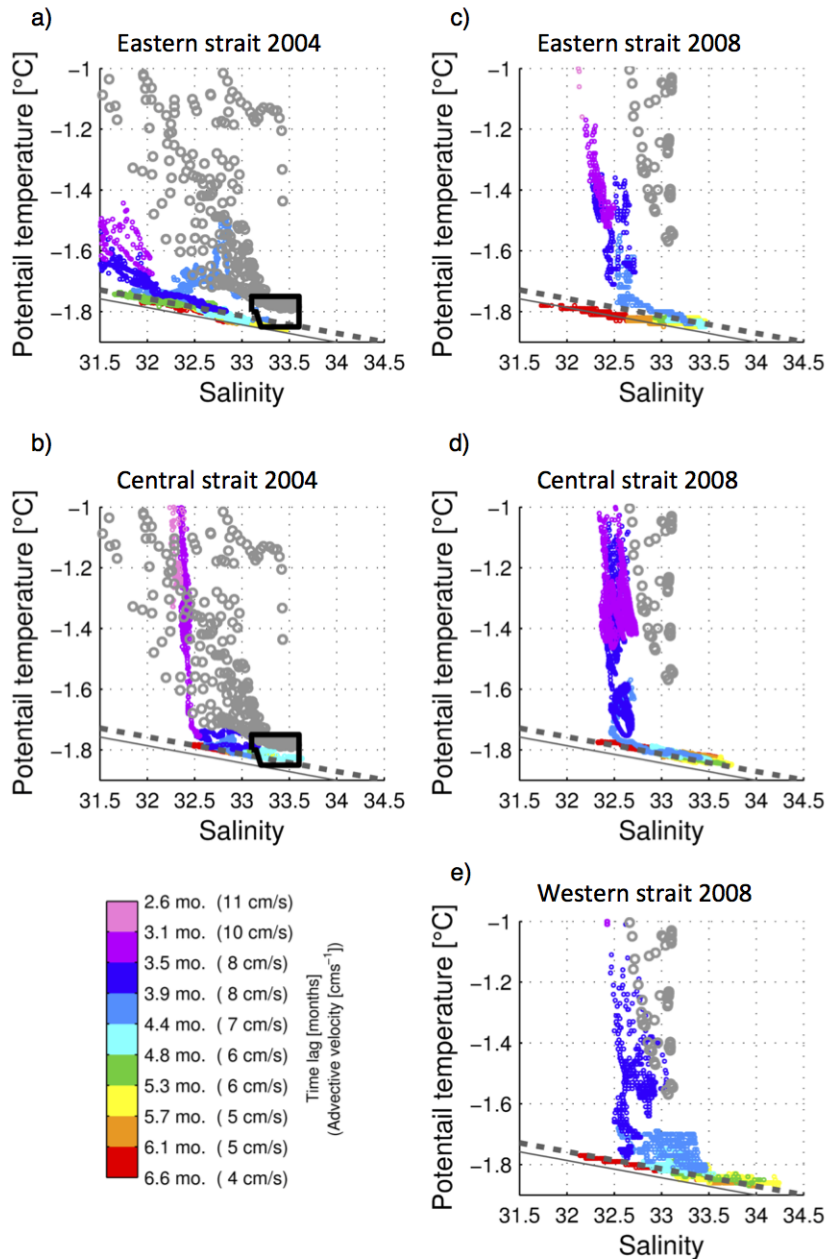 a)
Eastern strait 2004
Potentail temperature [°C]
−1
−1.2
−1.4
−1.6
−1.8
31.5 32 32.5 33 33.5 34 34.5
Salinity
c)
Eastern strait 2008
Potentail temperature [°C]
−1
−1.2
−1.4
−1.6
−1.8
31.5 32 32.5 33 33.5 34 34.5
Salinity
b)
Central strait 2004
Potentail temperature [°C]
−1
−1.2
−1.4
−1.6
−1.8
31.5 32 32.5 33 33.5 34 34.5
Salinity
d)
Central strait 2008
Potentail temperature [°C]
−1
−1.2
−1.4
−1.6
−1.8
31.5 32 32.5 33 33.5 34 34.5
Salinity
2.6 mo. (11 cm/s)
3.1 mo. (10 cm/s)
3.5 mo. ( 8 cm/s)
3.9 mo. ( 8 cm/s)
4.4 mo. ( 7 cm/s)
4.8 mo. ( 6 cm/s)
5.3 mo. ( 6 cm/s)
5.7 mo. ( 5 cm/s)
6.1 mo. ( 5 cm/s)
6.6 mo. ( 4 cm/s)
Time lag [months]
(Advective velocity [cms⁻¹])
e)
Western strait 2008
Potentail temperature [°C]
−1
−1.2
−1.4
−1.6
−1.8
31.5 32 32.5 33 33.5 34 34.5
Salinity